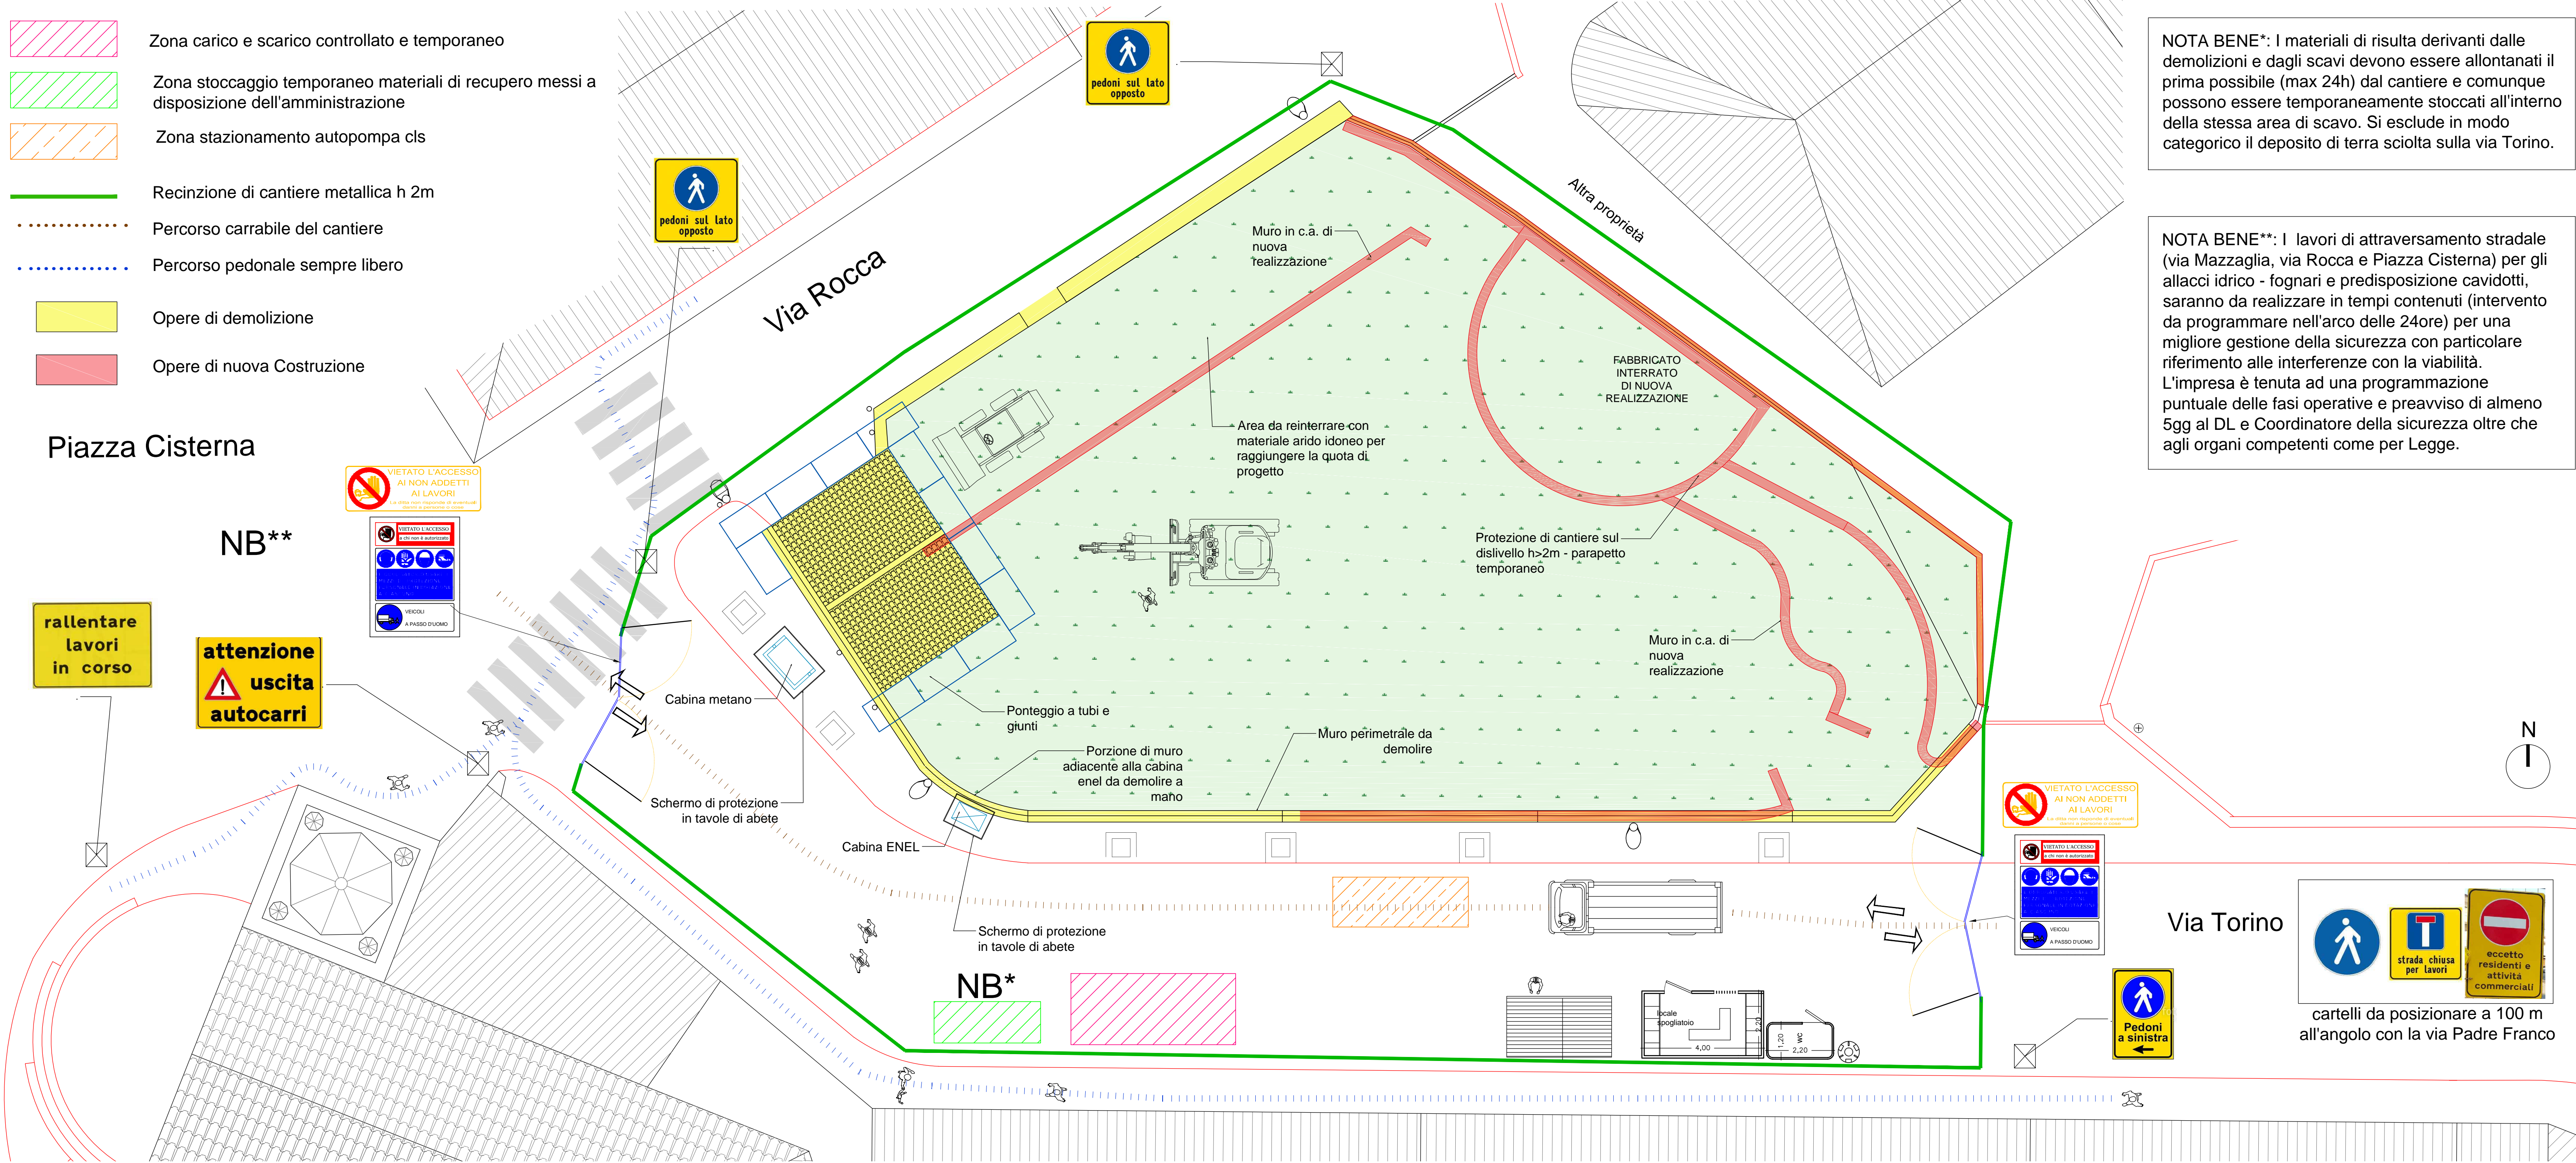 Zona carico e scarico controllato e temporaneo
Zona stoccaggio temporaneo materiali di recupero messi a
disposizione dell'amministrazione
Zona stazionamento autopompa cls
Recinzione di cantiere metallica h 2m
Percorso carrabile del cantiere
Percorso pedonale sempre libero
Opere di demolizione
Opere di nuova Costruzione
Piazza Cisterna
NB**
VIETATO L'ACCESSO
AI NON ADDETTI
AI LAVORI
VIETATO L'ACCESSO
a chi non è autorizzato
VEICOLI
A PASSO D'UOMO
rallentare
lavori
in corso
attenzione
uscita
autocarri
pedoni sul lato
opposto
pedoni sul lato
opposto
Via Rocca
Altra proprietà
Muro in c.a. di
nuova
realizzazione
FABBRICATO
INTERRATO
DI NUOVA
REALIZZAZIONE
Area da reinterrare con
materiale arido idoneo per
raggiungere la quota di
progetto
Protezione di cantiere sul
dislivello h>2m - parapetto
temporaneo
Muro in c.a. di
nuova
realizzazione
Cabina metano
Ponteggio a tubi e
giunti
Muro perimetrale da
demolire
Porzione di muro
adiacente alla cabina
enel da demolire a
mano
Schermo di protezione
in tavole di abete
Cabina ENEL
Schermo di protezione
in tavole di abete
NB*
locale
spogliatoio
4,00
2,20
1,20
WC
2,20
NOTA BENE*: I materiali di risulta derivanti dalle
demolizioni e dagli scavi devono essere allontanati il
prima possibile (max 24h) dal cantiere e comunque
possono essere temporaneamente stoccati all'interno
della stessa area di scavo. Si esclude in modo
categorico il deposito di terra sciolta sulla via Torino.
NOTA BENE**: I lavori di attraversamento stradale
(via Mazzaglia, via Rocca e Piazza Cisterna) per gli
allacci idrico - fognari e predisposizione cavidotti,
saranno da realizzare in tempi contenuti (intervento
da programmare nell'arco delle 24ore) per una
migliore gestione della sicurezza con particolare
riferimento alle interferenze con la viabilità.
L'impresa è tenuta ad una programmazione
puntuale delle fasi operative e preavviso di almeno
5gg al DL e Coordinatore della sicurezza oltre che
agli organi competenti come per Legge.
N
VIETATO L'ACCESSO
AI NON ADDETTI
AI LAVORI
VIETATO L'ACCESSO
a chi non è autorizzato
VEICOLI
A PASSO D'UOMO
Via Torino
strada chiusa
per lavori
eccetto
residenti e
attività
commerciali
cartelli da posizionare a 100 m
all'angolo con la via Padre Franco
Pedoni
a sinistra